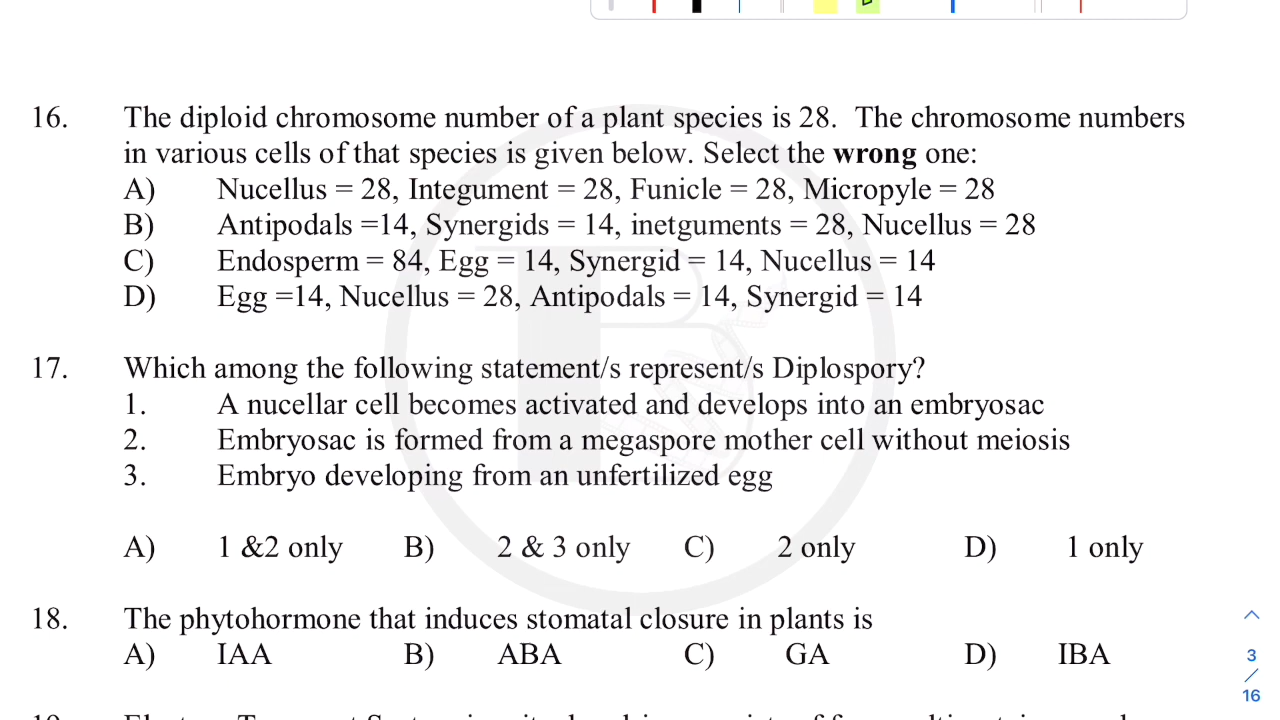 16. The diploid chromosome number of a plant species is 28. The chromosome numbers
in various cells of that species is given below. Select the wrong one:
A) Nucellus = 28, Integument = 28, Funicle = 28, Micropyle = 28
B) Antipodals =14, Synergids = 14, inetguments = 28, Nucellus = 28
C) Endosperm = 84, Egg = 14, Synergid = 14, Nucellus = 14
D) Egg =14, Nucellus = 28, Antipodals = 14, Synergid = 14
17. Which among the following statement/s represent/s Diplospory?
1. A nucellar cell becomes activated and develops into an embryosac
2. Embryosac is formed from a megaspore mother cell without meiosis
3. Embryo developing from an unfertilized egg
A) 1 &2 only B) 2 & 3 only C) 2 only D) 1 only
18. The phytohormone that induces stomatal closure in plants is
A) IAA B) ABA C) GA D) IBA
3
/
16